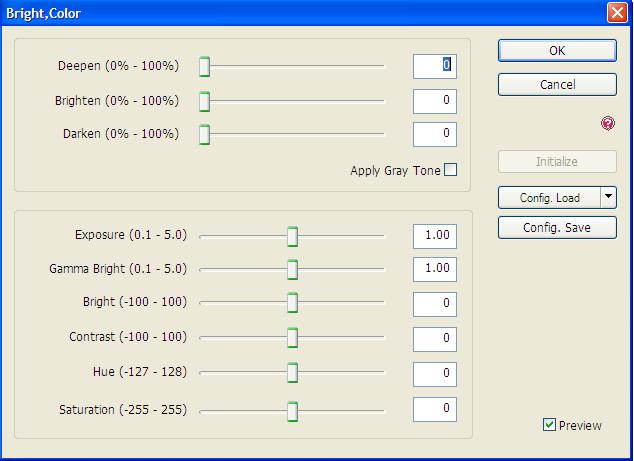 Bright,Color
Deepen (0% - 100%) 0
Brighten (0% - 100%) 0
Darken (0% - 100%) 0
Apply Gray Tone
Exposure (0.1 - 5.0) 1.00
Gamma Bright (0.1 - 5.0) 1.00
Bright (-100 - 100) 0
Contrast (-100 - 100) 0
Hue (-127 - 128) 0
Saturation (-255 - 255) 0
OK
Cancel
?
Initialize
Config. Load
Config. Save
Preview